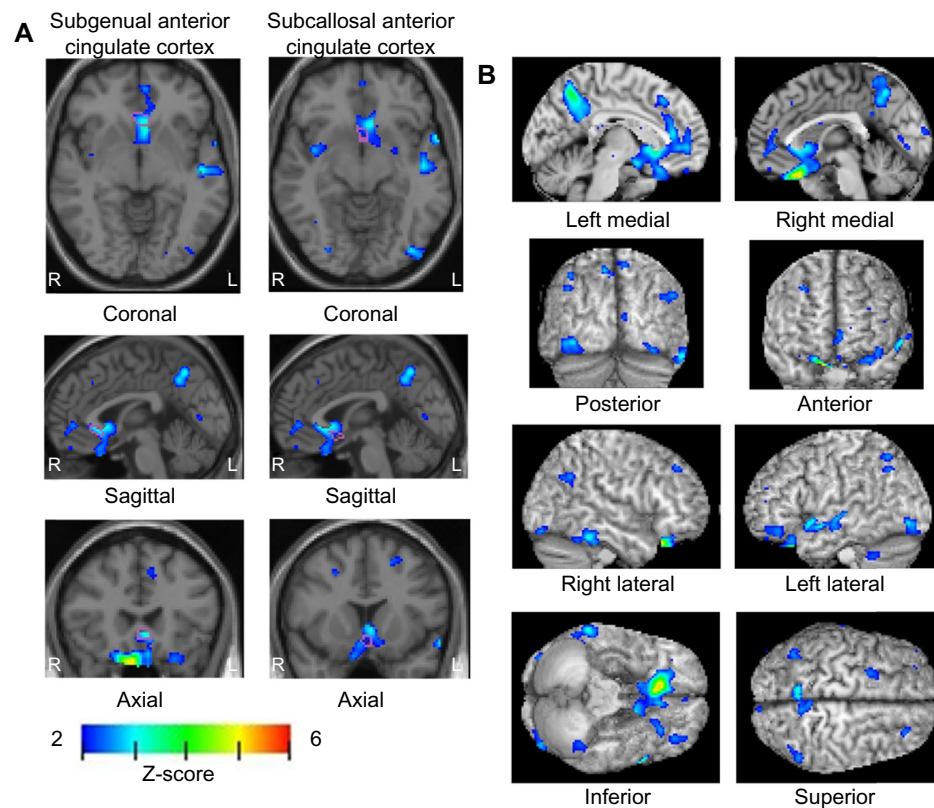 A
Subgenual anterior
cingulate cortex
Subcallosal anterior
cingulate cortex
R
L
R
L
Coronal
Coronal
R
L
R
L
Sagittal
Sagittal
R
L
R
L
Axial
Axial
2
6
Z-score
B
Left medial
Right medial
Posterior
Anterior
Right lateral
Left lateral
Inferior
Superior